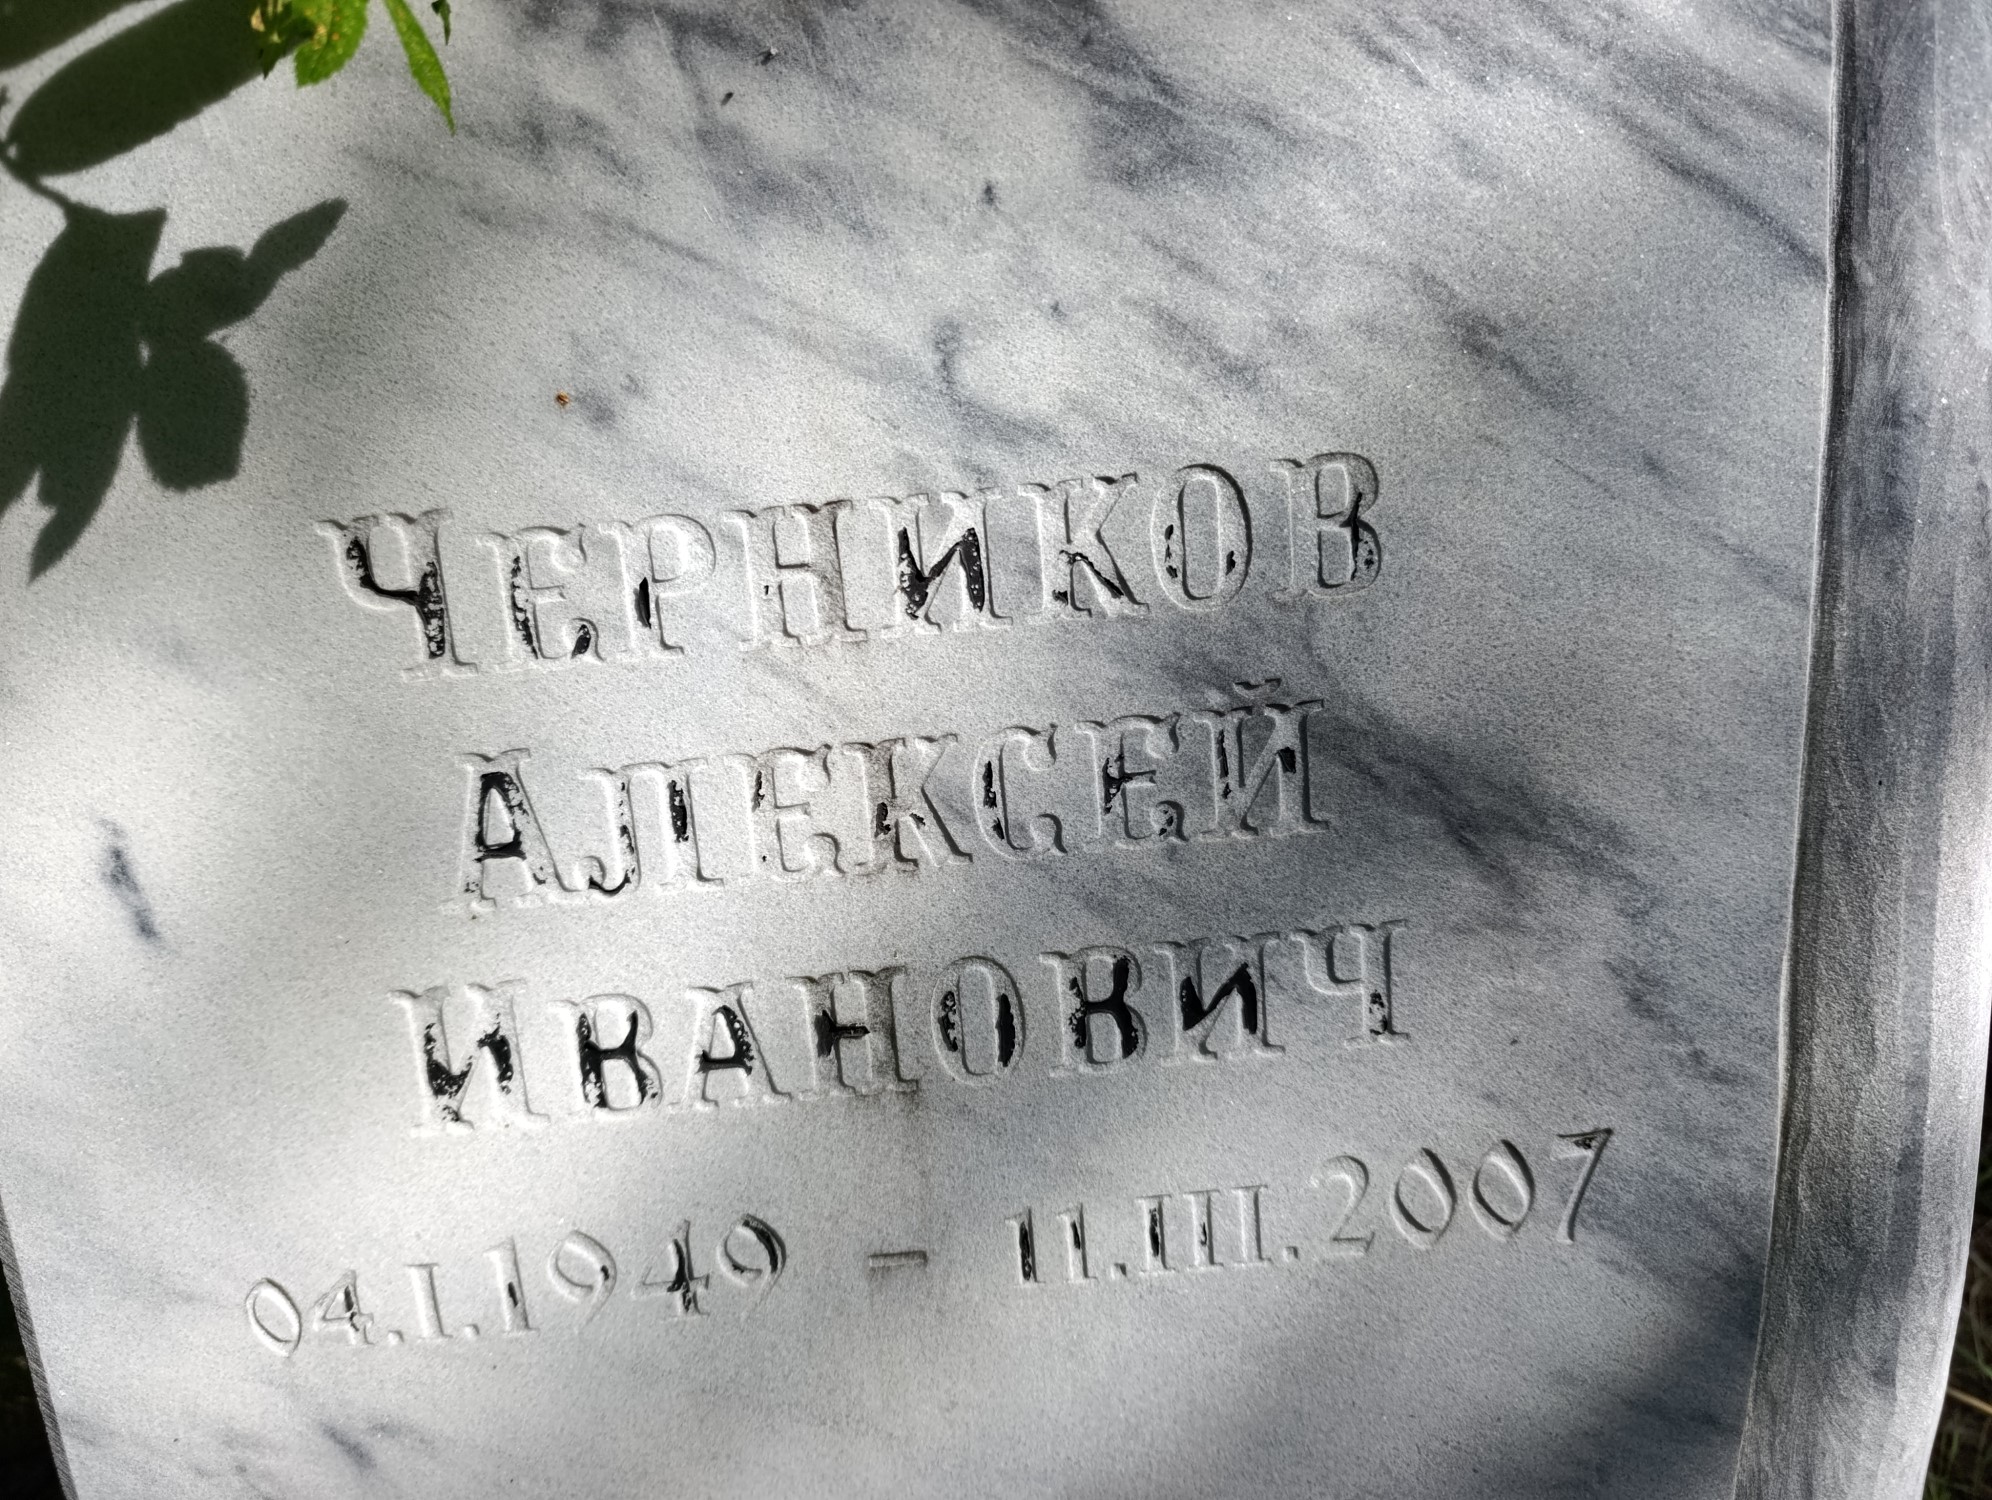 Черников
Алексей
Иванович
04.I.1949 - 11.III.2007